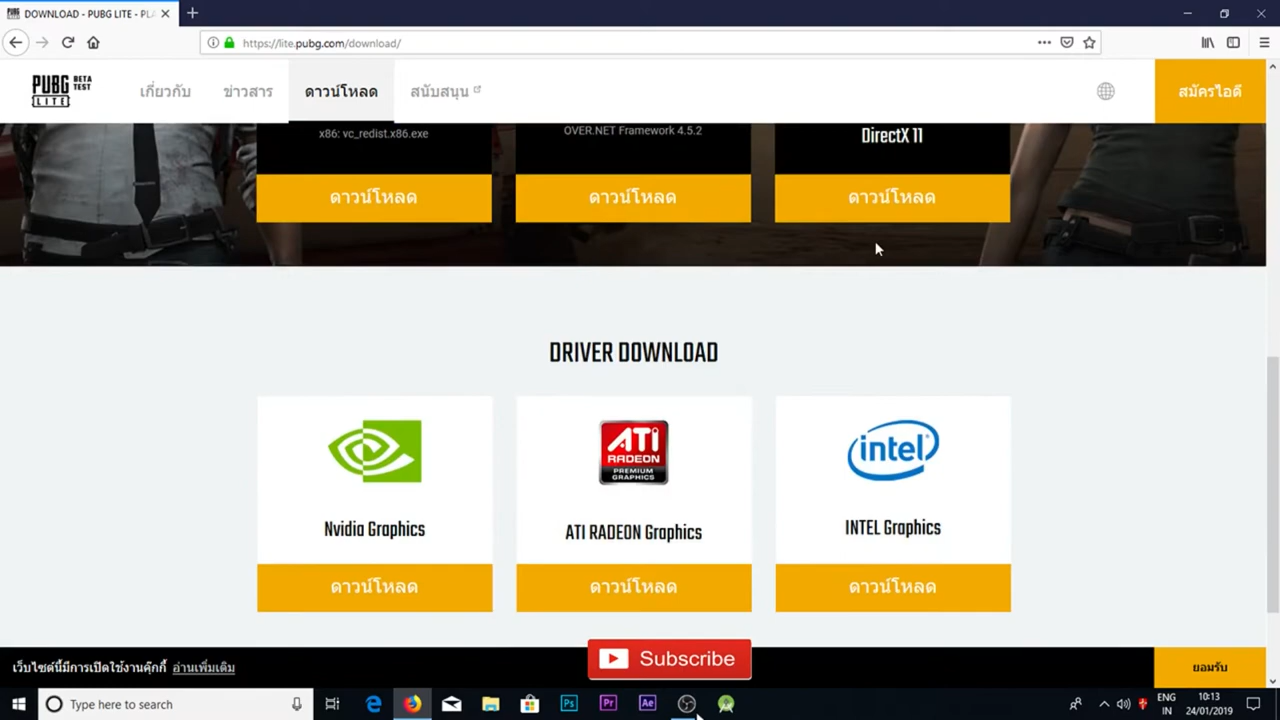 DOWNLOAD - PUBG LITE - PLA
https://lite.pubg.com/download/
PUBG BETA TEST
LITE
เกี่ยวกับ
ข่าวสาร
ดาวน์โหลด
สนับสนุน
สมัครไอดี
x86: vc_redist.x86.exe
OVER.NET Framework 4.5.2
DirectX 11
ดาวน์โหลด
ดาวน์โหลด
ดาวน์โหลด
DRIVER DOWNLOAD
ATI
RADEON
PREMIUM
GRAPHICS
intel
Nvidia Graphics
ATI RADEON Graphics
INTEL Graphics
ดาวน์โหลด
ดาวน์โหลด
ดาวน์โหลด
เว็บไซต์นี้มีการเปิดใช้งานคุ๊กกี้ อ่านเพิ่มเติม
Subscribe
ยอมรับ
Type here to search
Ps
Pr
Ae
ENG
IN
10:13
24/01/2019